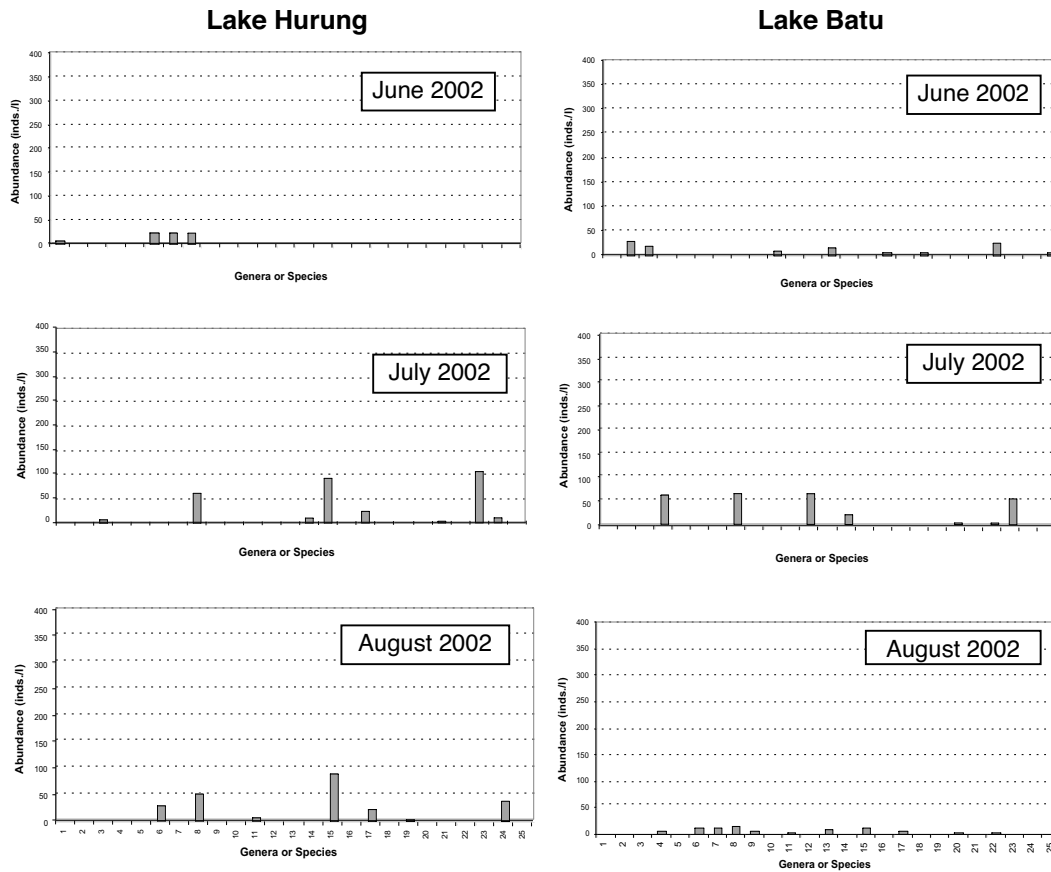 Lake Hurung
Lake Batu
400
350
300
250
200
150
100
50
0
Abundance (inds./l)
June 2002
Genera or Species
400
350
300
250
200
150
100
50
0
Abundance (inds./l)
June 2002
Genera or Species
400
350
300
250
200
150
100
50
0
Abundance (inds./l)
July 2002
Genera or Species
400
350
300
250
200
150
100
50
0
Abundance (inds./l)
July 2002
Genera or Species
400
350
300
250
200
150
100
50
0
Abundance (inds./l)
August 2002
1 2 3 4 5 6 7 8 9 10 11 12 13 14 15 16 17 18 19 20 21 22 23 24 25
Genera or Species
400
350
300
250
200
150
100
50
0
Abundance (inds./l)
August 2002
1 2 3 4 5 6 7 8 9 10 11 12 13 14 15 16 17 18 19 20 21 22 23 24 25
Genera or Species